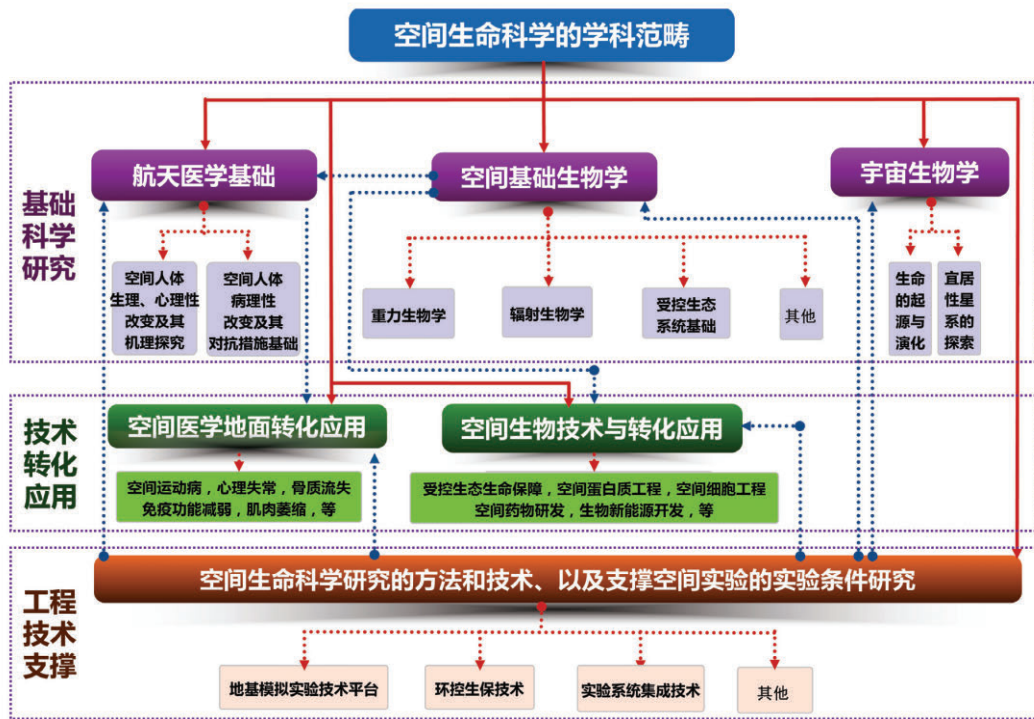 空间生命科学的学科范畴
基础
科学
研究
航天医学基础
空间基础生物学
宇宙生物学
空间人体
生理、心理性
改变及其
机理探究
空间人体
病理性
改变及其
对抗措施基础
重力生物学
辐射生物学
受控生态
系统基础
其他
生命
的起
源与
演化
宜居
性星
系的
探索
技术
转化
应用
空间医学地面转化应用
空间生物技术与转化应用
空间运动病，心理失常，骨质流失
免疫功能减弱，肌肉萎缩，等
受控生态生命保障，空间蛋白质工程，空间细胞工程
空间药物研发，生物新能源开发，等
工程
技术
支撑
空间生命科学研究的方法和技术、以及支撑空间实验的实验条件研究
地基模拟实验技术平台
环控生保技术
实验系统集成技术
其他